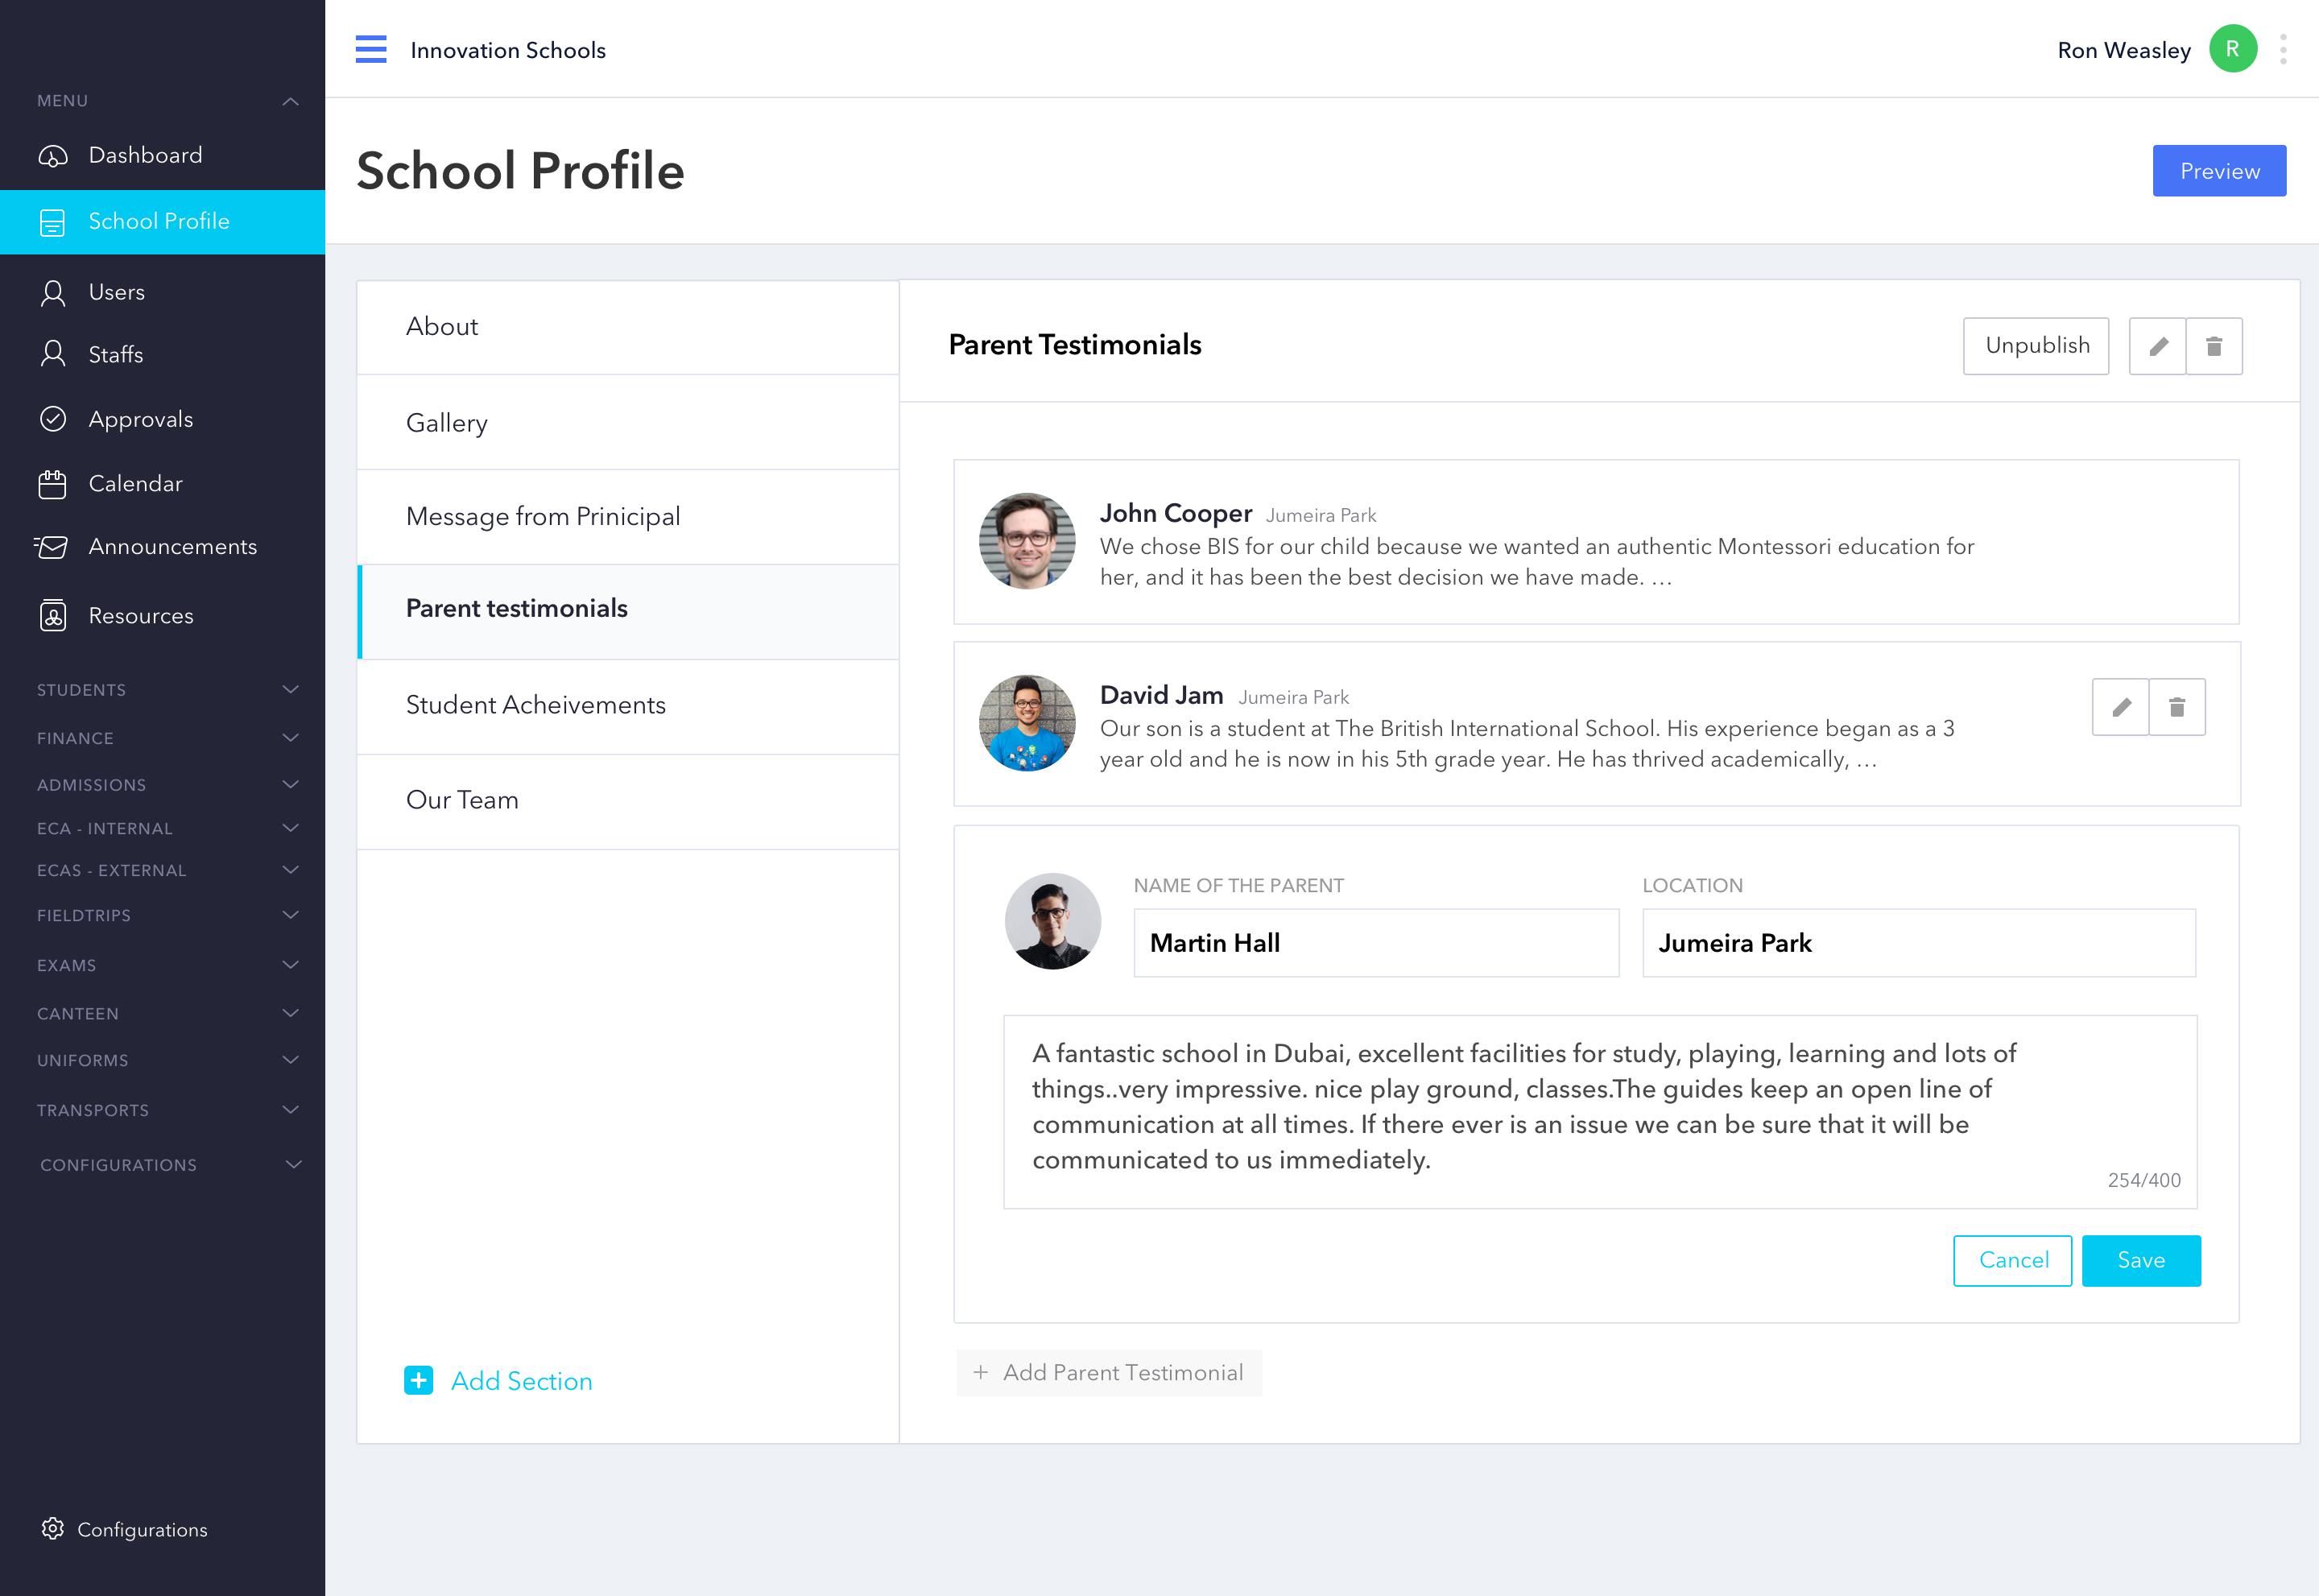 Innovation Schools
Ron Weasley
R
MENU
Dashboard
School Profile
Users
Staffs
Approvals
Calendar
Announcements
Resources
STUDENTS
FINANCE
ADMISSIONS
ECA - INTERNAL
ECAS - EXTERNAL
FIELDTRIPS
EXAMS
CANTEEN
UNIFORMS
TRANSPORTS
CONFIGURATIONS
Configurations
School Profile
Preview
About
Gallery
Message from Prinicipal
Parent testimonials
Student Acheivements
Our Team
Add Section
Parent Testimonials
Unpublish
John Cooper Jumeira Park
We chose BIS for our child because we wanted an authentic Montessori education for
her, and it has been the best decision we have made. ...
David Jam Jumeira Park
Our son is a student at The British International School. His experience began as a 3
year old and he is now in his 5th grade year. He has thrived academically, ...
NAME OF THE PARENT
Martin Hall
LOCATION
Jumeira Park
A fantastic school in Dubai, excellent facilities for study, playing, learning and lots of
things..very impressive. nice play ground, classes.The guides keep an open line of
communication at all times. If there ever is an issue we can be sure that it will be
communicated to us immediately.
254/400
Cancel
Save
+ Add Parent Testimonial